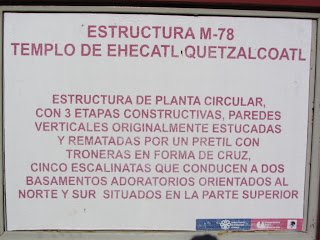 ESTRUCTURA M-78
TEMPLO DE EHECATL QUETZALCOATL
ESTRUCTURA DE PLANTA CIRCULAR,
CON 3 ETAPAS CONSTRUCTIVAS, PAREDES
VERTICALES ORIGINALMENTE ESTUCADAS
Y REMATADAS POR UN PRETIL CON
TRONERAS EN FORMA DE CRUZ,
CINCO ESCALINATAS QUE CONDUCEN A DOS
BASAMENTOS ADORATORIOS ORIENTADOS AL
NORTE Y SUR SITUADOS EN LA PARTE SUPERIOR